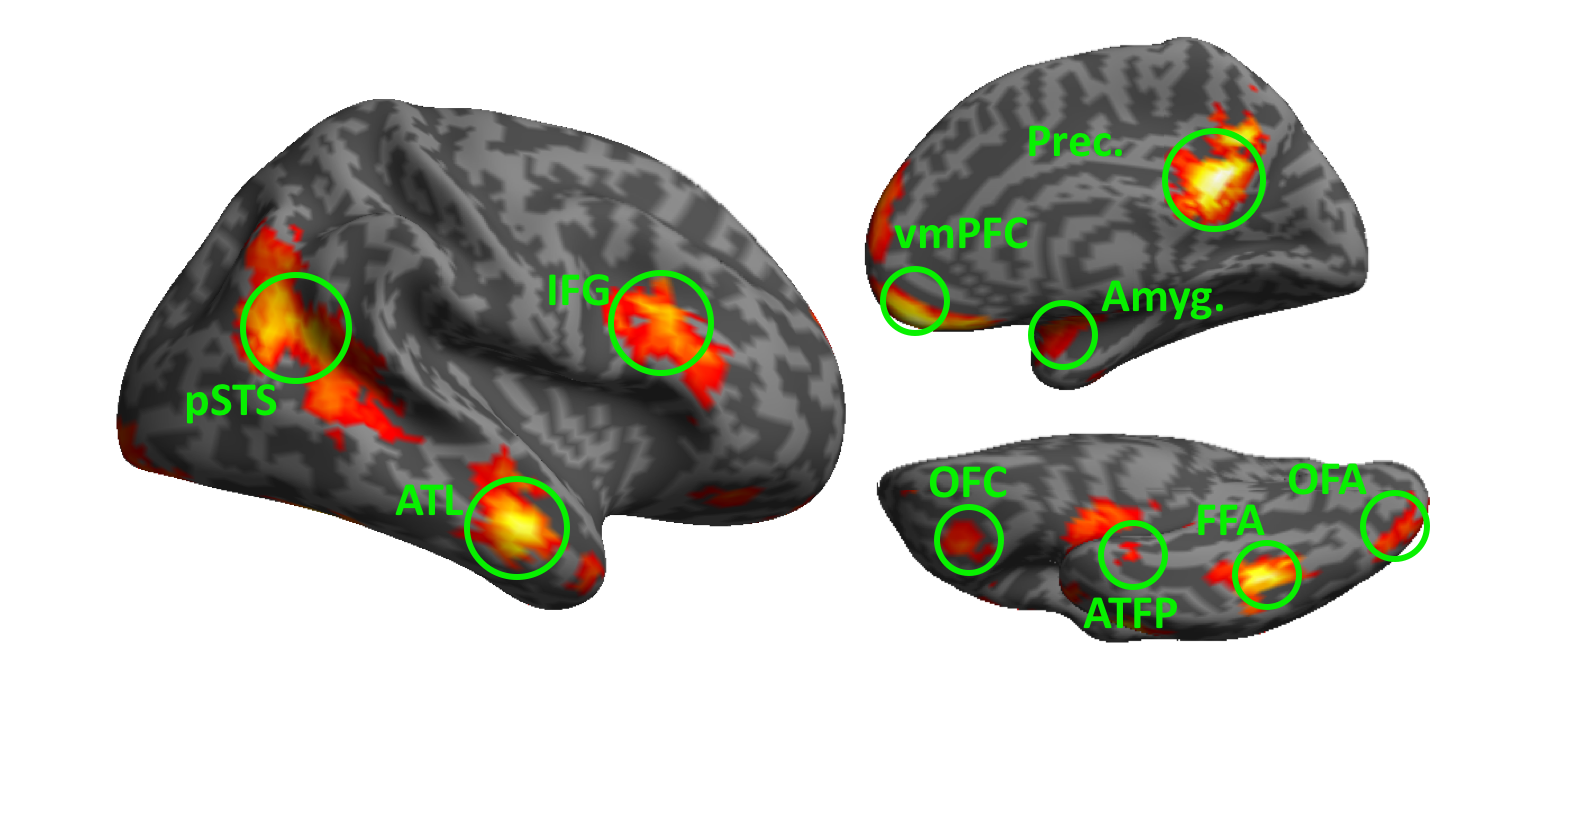 IFG
pSTS
ATL
Prec.
vmPFC
Amyg.
OFC
OFA
FFA
ATFP